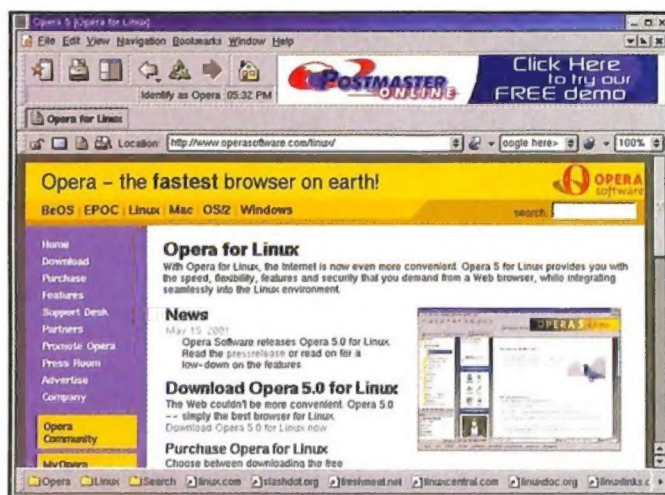 Opera 5 [Opera for Linux]
File Edit View Navigation Bookmarks Window Help
POSTMASTER
ONLINE
Click Here
to try our
FREE demo
Identify as Opera 05:32 PM
Opera for Linux
Location: http://www.operasoftware.com/linux/
oogle here>
100%
Opera – the fastest browser on earth!
OPERA
software
BeOS | EPOC | Linux | Mac | OS/2 | Windows
search:
Home
Download
Purchase
Features
Support Desk
Partners
Promote Opera
Press Room
Advertise
Company
Opera
Community
MyOpera
Opera for Linux
With Opera for Linux, the Internet is now even more convenient. Opera 5 for Linux provides you with
the speed, flexibility, features and security that you demand from a Web browser, while integrating
seamlessly into the Linux environment.
News
May 15, 2001
Opera Software releases Opera 5.0 for Linux
Read the pressrelease or read on for a
low-down on the features
OPERA 5
Download Opera 5.0 for Linux
The Web couldn't be more convenient. Opera 5.0
-- simply the best browser for Linux.
Download Opera 5.0 for Linux now
Purchase Opera for Linux
Choose between downloading the free
Opera Linux Search linux.com slashdot.org freshmeat.net linuxcentral.com linuxdoc.org linuxlinks.c